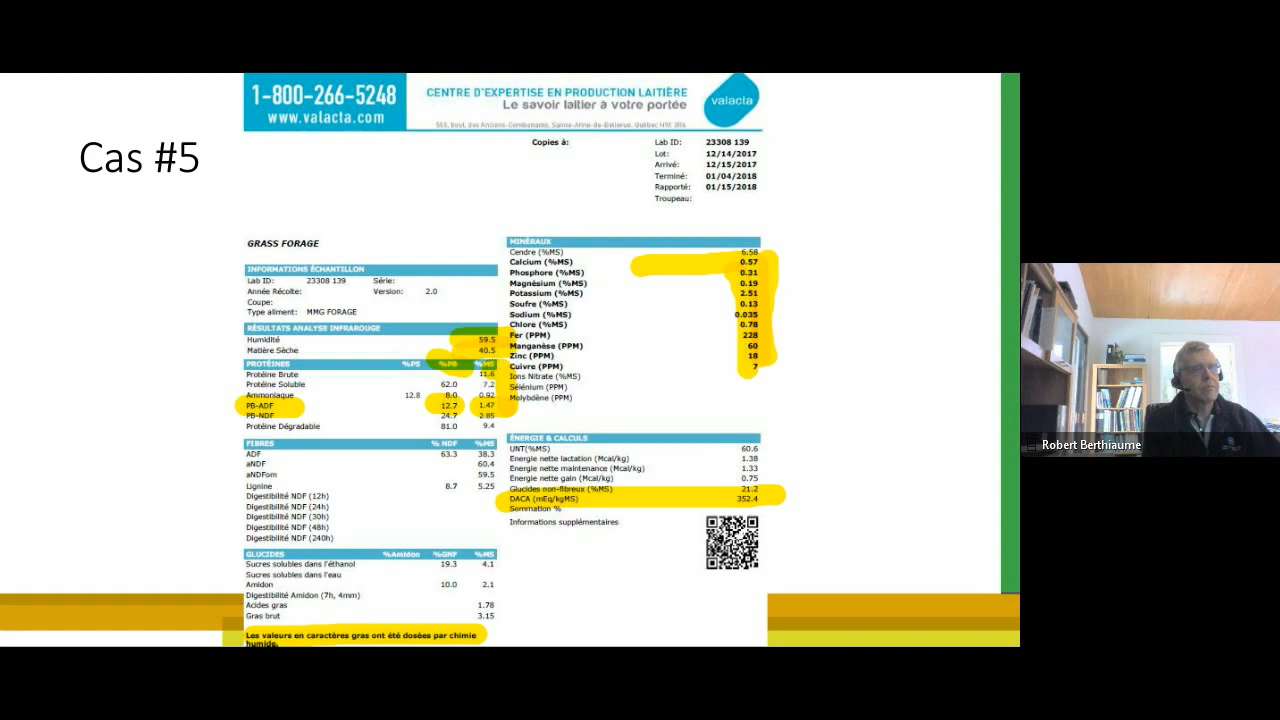 Cas #5
1-800-266-5248
www.valacta.com
CENTRE D'EXPERTISE EN PRODUCTION LAITIÈRE
Le savoir laitier à votre portée
valacta
555, boul. des Anciens-Combattants, Sainte-Anne-de-Bellevue, Québec H9X 3R4
Copies à:
Lab ID: 23308 139
Lot: 12/14/2017
Arrivé: 12/15/2017
Terminé: 01/04/2018
Rapporté: 01/15/2018
Troupeau:
GRASS FORAGE
INFORMATIONS ÉCHANTILLON
Lab ID: 23308 139 Série:
Année Récolte: Version: 2.0
Coupe:
Type aliment: MMG FORAGE
RÉSULTATS ANALYSE INFRAROUGE
Humidité 59.5
Matière Sèche 40.5
PROTÉINES %PS %PB %MS
Protéine Brute 11.6
Protéine Soluble 62.0 7.2
Ammoniaque 12.8 8.0 0.92
PB-ADF 12.7 1.47
PB-NDF 24.7 2.85
Protéine Dégradable 81.0 9.4
FIBRES % NDF %MS
ADF 63.3 38.3
aNDF 60.4
aNDFom 59.5
Lignine 8.7 5.25
Digestibilité NDF (12h)
Digestibilité NDF (24h)
Digestibilité NDF (30h)
Digestibilité NDF (48h)
Digestibilité NDF (240h)
GLUCIDES %Amidon %GNF %MS
Sucres solubles dans l'éthanol 19.3 4.1
Sucres solubles dans l'eau
Amidon 10.0 2.1
Digestibilité Amidon (7h, 4mm)
Acides gras 1.78
Gras brut 3.15
Les valeurs en caractères gras ont été dosées par chimie
humide.
MINÉRAUX
Cendre (%MS) 6.58
Calcium (%MS) 0.57
Phosphore (%MS) 0.31
Magnésium (%MS) 0.19
Potassium (%MS) 2.51
Soufre (%MS) 0.13
Sodium (%MS) 0.035
Chlore (%MS) 0.78
Fer (PPM) 228
Manganèse (PPM) 60
Zinc (PPM) 18
Cuivre (PPM) 7
Ions Nitrate (%MS)
Sélénium (PPM)
Molybdène (PPM)
ÉNERGIE & CALCULS
UNT(%MS) 60.6
Energie nette lactation (Mcal/kg) 1.38
Energie nette maintenance (Mcal/kg) 1.33
Energie nette gain (Mcal/kg) 0.75
Glucides non-fibreux (%MS) 21.2
DACA (mEq/kgMS) 352.4
Sommation %
Informations supplémentaires
Robert Berthiaume